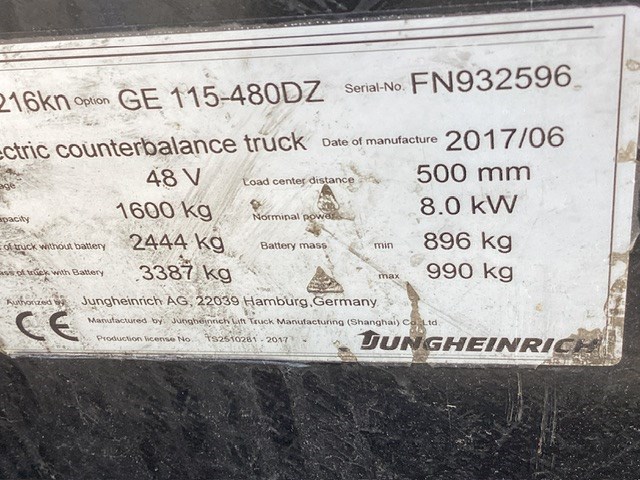 216kn Option GE 115-480DZ Serial-No. FN932596
ectric counterbalance truck Date of manufacture 2017/06
age 48 V Load center distance 500 mm
apacity 1600 kg Norminal power 8.0 kW
of truck without battery 2444 kg Battery mass min 896 kg
ass of truck with Battery 3387 kg max 990 kg
Authorized by Jungheinrich AG, 22039 Hamburg,Germany
CE Manufactured by Jungheinrich Lift Truck Manufacturing (Shanghai) Co.,Ltd.
Production license No. TS2510281 - 2017
JUNGHEINRICH